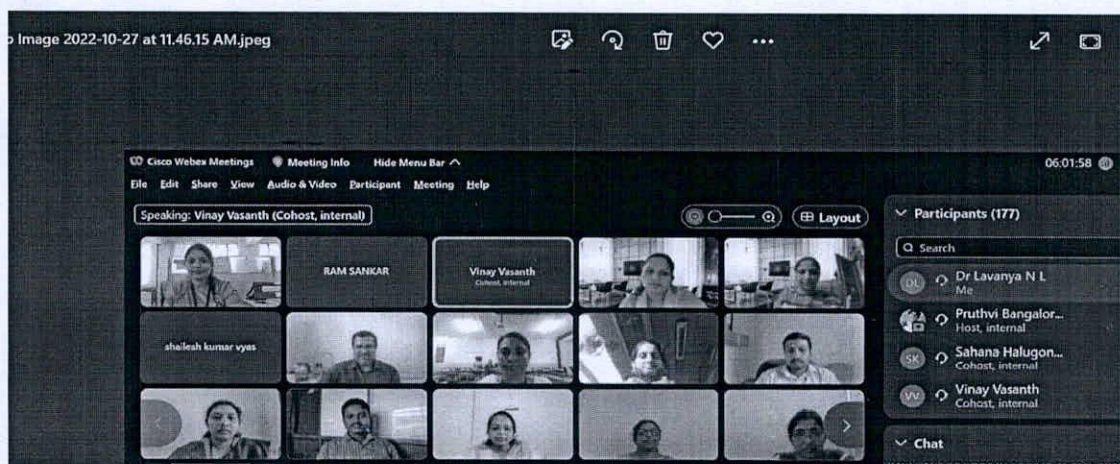 o Image 2022-10-27 at 11.46.15 AM.jpeg
Cisco Webex Meetings Meeting Info Hide Menu Bar
06:01:58
File Edit Share View Audio & Video Participant Meeting Help
Speaking: Vinay Vasanth (Cohost, internal)
Layout
RAM SANKAR
Vinay Vasanth
Cohost, internal
shailesh kumar vyas
Participants (177)
Search
DL
Dr Lavanya N L
Me
Pruthvi Bangalor...
Host, internal
SK
Sahana Halugon...
Cohost, internal
VV
Vinay Vasanth
Cohost, internal
Chat